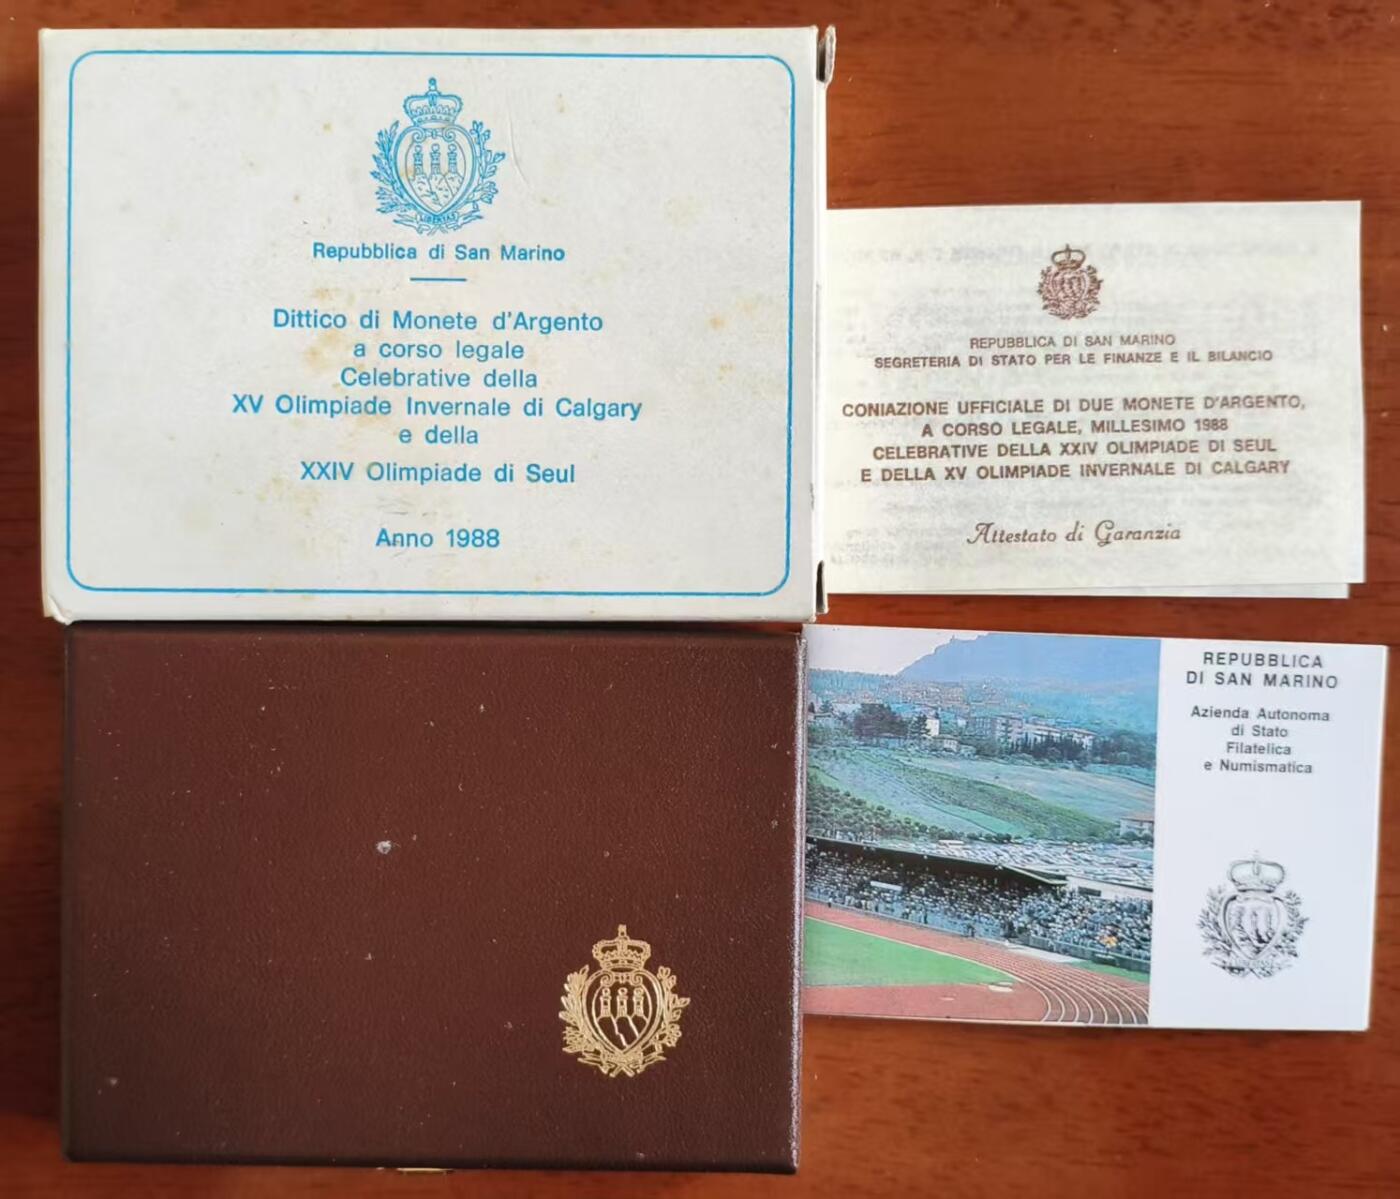 LIBERTAS
Repubblica di San Marino
Dittico di Monete d'Argento
a corso legale
Celebrative della
XV Olimpiade Invernale di Calgary
e della
XXIV Olimpiade di Seul
Anno 1988
REPUBBLICA DI SAN MARINO
SEGRETERIA DI STATO PER LE FINANZE E IL BILANCIO
CONIAZIONE UFFICIALE DI DUE MONETE D'ARGENTO,
A CORSO LEGALE, MILLESIMO 1988
CELEBRATIVE DELLA XXIV OLIMPIADE DI SEUL
E DELLA XV OLIMPIADE INVERNALE DI CALGARY
Attestato di Garanzia
REPUBBLICA
DI SAN MARINO
Azienda Autonoma
di Stato
Filatelica
e Numismatica